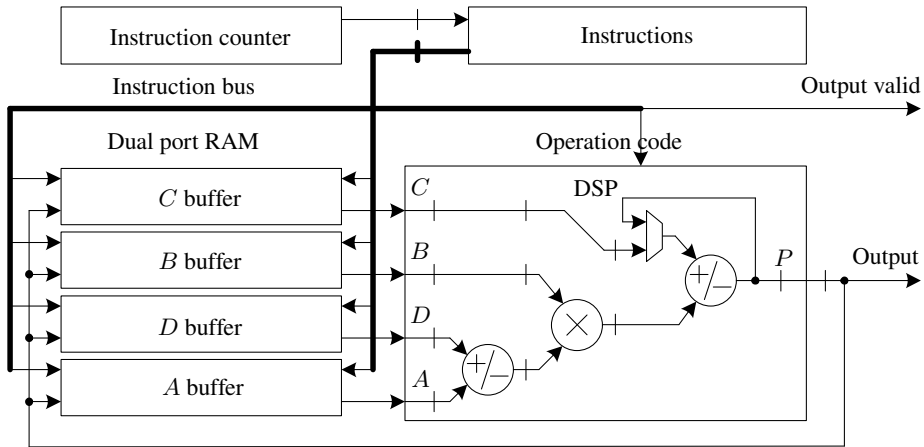 Instruction counter
Instructions
Instruction bus
Output valid
Dual port RAM
Operation code
C buffer
C
DSP
B buffer
B
+/−
P
Output
D buffer
D
×
A buffer
A
+/−